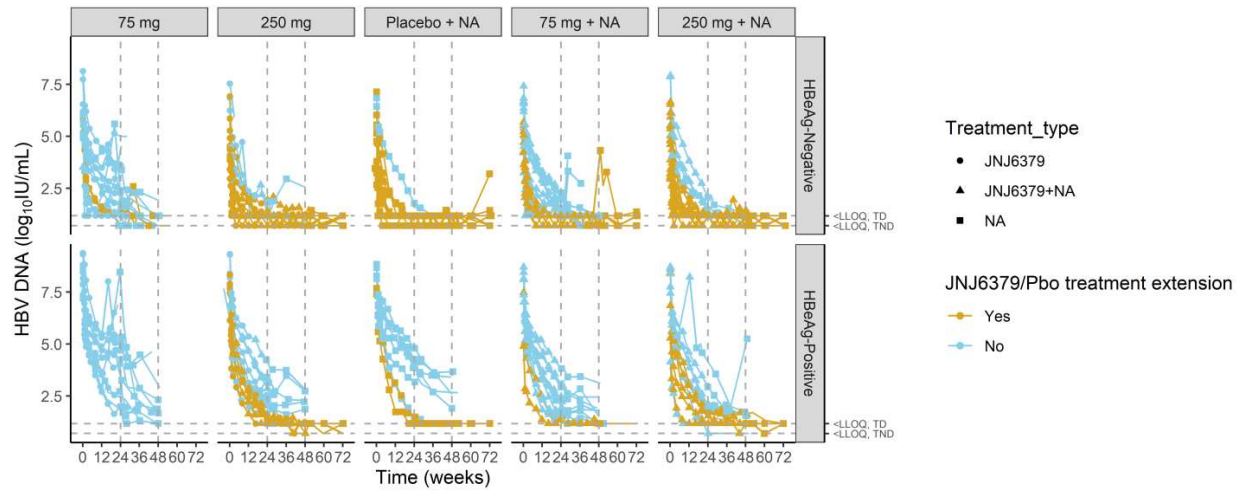 75 mg 250 mg Placebo + NA 75 mg + NA 250 mg + NA
HBV DNA (log10IU/mL)
7.5
5.0
2.5
HBeAg-Negative
<LLOQ, TD
<LLOQ, TND
7.5
5.0
2.5
HBeAg-Positive
<LLOQ, TD
<LLOQ, TND
0 12 24 36 48 60 72 0 12 24 36 48 60 72 0 12 24 36 48 60 72 0 12 24 36 48 60 72 0 12 24 36 48 60 72
Time (weeks)
Treatment_type
JNJ6379
JNJ6379+NA
NA
JNJ6379/Pbo treatment extension
Yes
No